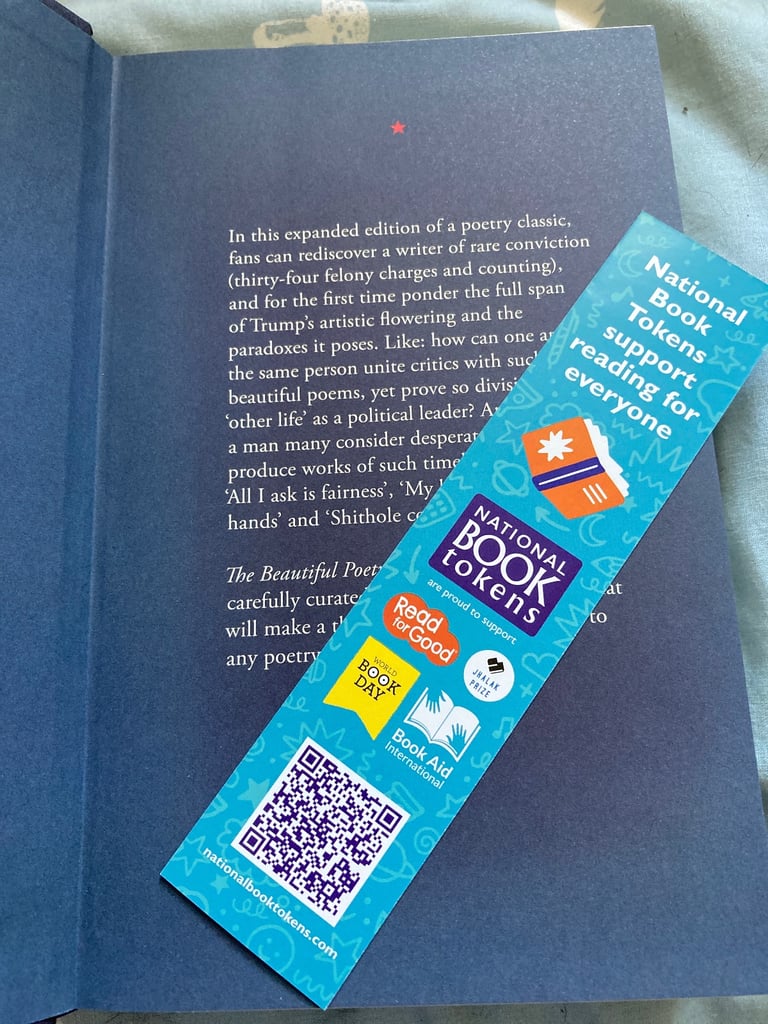 In this expanded edition of a poetry classic,
fans can rediscover a writer of rare conviction
(thirty-four felony charges and counting),
and for the first time ponder the full span
of Trump's artistic flowering and the
paradoxes it poses. Like: how can one
the same person unite critics with
beautiful poems, yet prove so
‘other life’ as a political leader?
a man many consider
produce works of such
‘All I ask is fairness’, ‘My
hands’ and ‘Shithole
The Beautiful
carefully
will make a to
any poetry
National
Book
Tokens
support
reading for
everyone
NATIONAL
BOOK
tokens
are proud to support
Read
for Good
JHALAK
PRIZE
WORLD
BOOK
DAY
Book Aid
International
nationalbooktokens.com